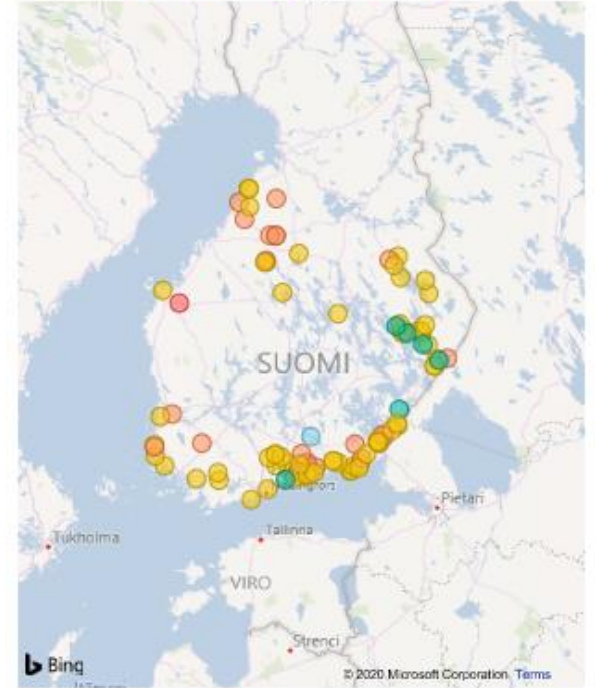 SUOMI
Pietari
Tukholma
Tallinna
VIRO
Strenci
Bing
© 2020 Microsoft Corporation Terms